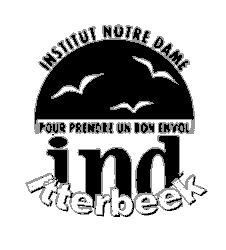 INSTITUT NOTRE DAME
POUR PRENDRE UN BON ENVOL
ind
Itterbeek